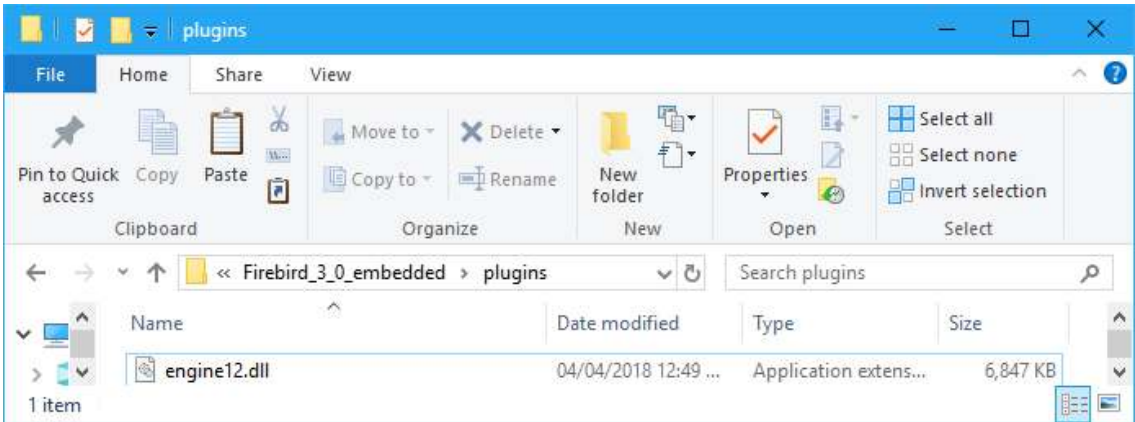 plugins
File Home Share View
Pin to Quick access
Copy
Paste
W...
Clipboard
Move to
Copy to
Delete
Rename
Organize
New folder
New
Properties
Open
Select all
Select none
Invert selection
Select
« Firebird_3_0_embedded > plugins
Search plugins
Name Date modified Type Size
engine12.dll 04/04/2018 12:49 ... Application extens... 6,847 KB
1 item